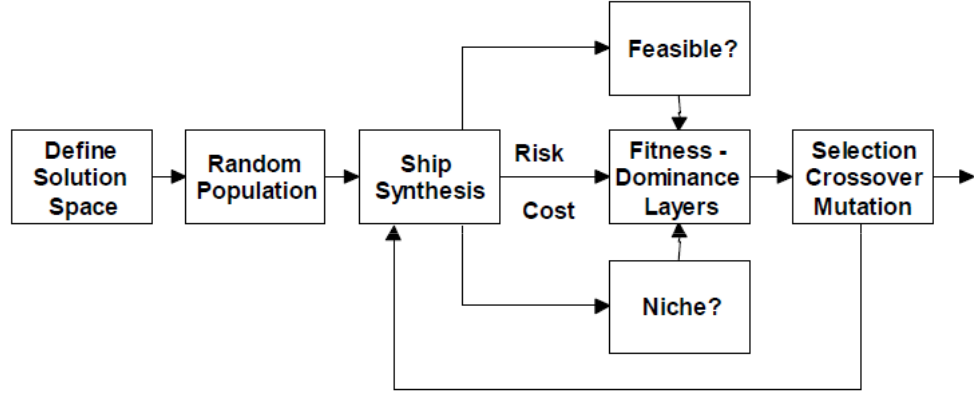 Feasible?
Define
Solution
Space
Random
Population
Ship
Synthesis
Risk
Cost
Fitness -
Dominance
Layers
Selection
Crossover
Mutation
Niche?